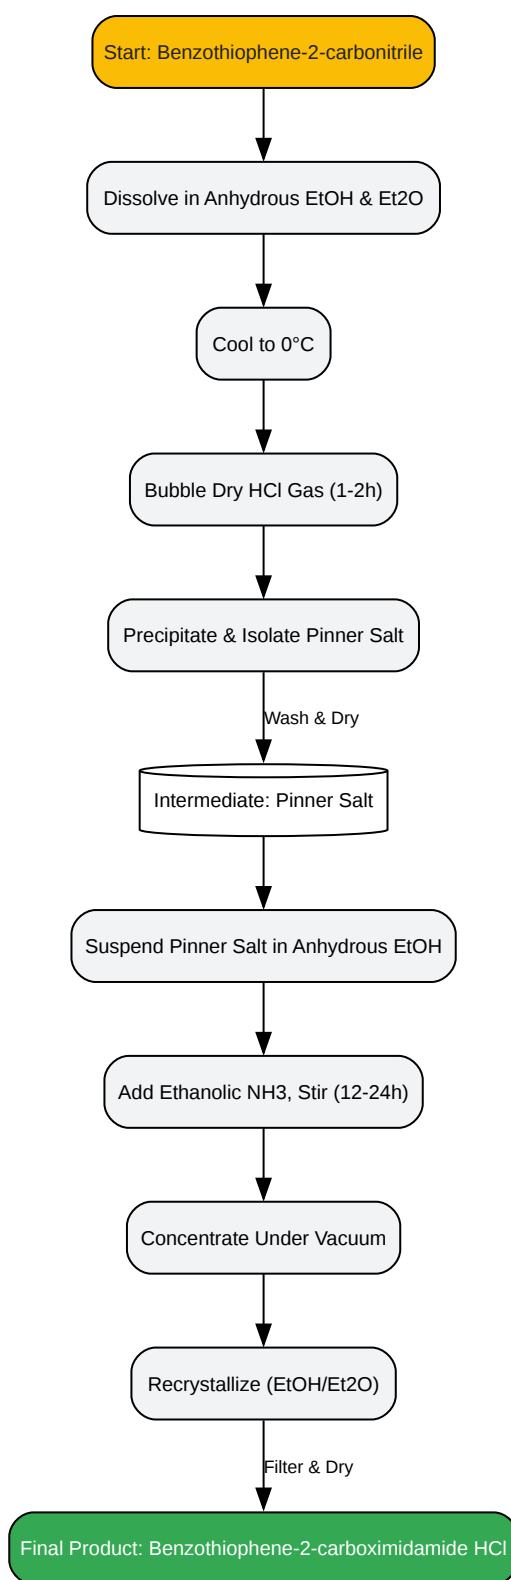 Start: Benzothiophene-2-carbonitrile
Dissolve in Anhydrous EtOH & Et2O
Cool to 0°C
Bubble Dry HCl Gas (1-2h)
Precipitate & Isolate Pinner Salt
Wash & Dry
Intermediate: Pinner Salt
Suspend Pinner Salt in Anhydrous EtOH
Add Ethanolic NH3, Stir (12-24h)
Concentrate Under Vacuum
Recrystallize (EtOH/Et2O)
Filter & Dry
Final Product: Benzothiophene-2-carboximidamide HCl